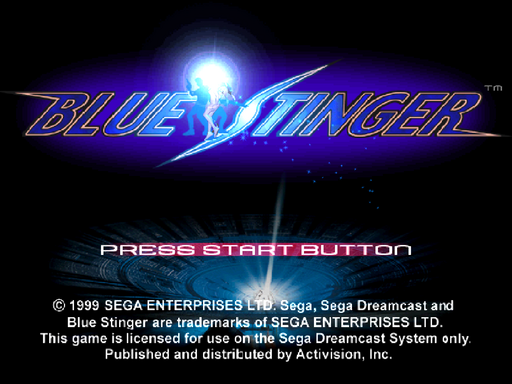 BLUE STINGER™
PRESS START BUTTON
© 1999 SEGA ENTERPRISES LTD. Sega, Sega Dreamcast and
Blue Stinger are trademarks of SEGA ENTERPRISES LTD.
This game is licensed for use on the Sega Dreamcast System only.
Published and distributed by Activision, Inc.